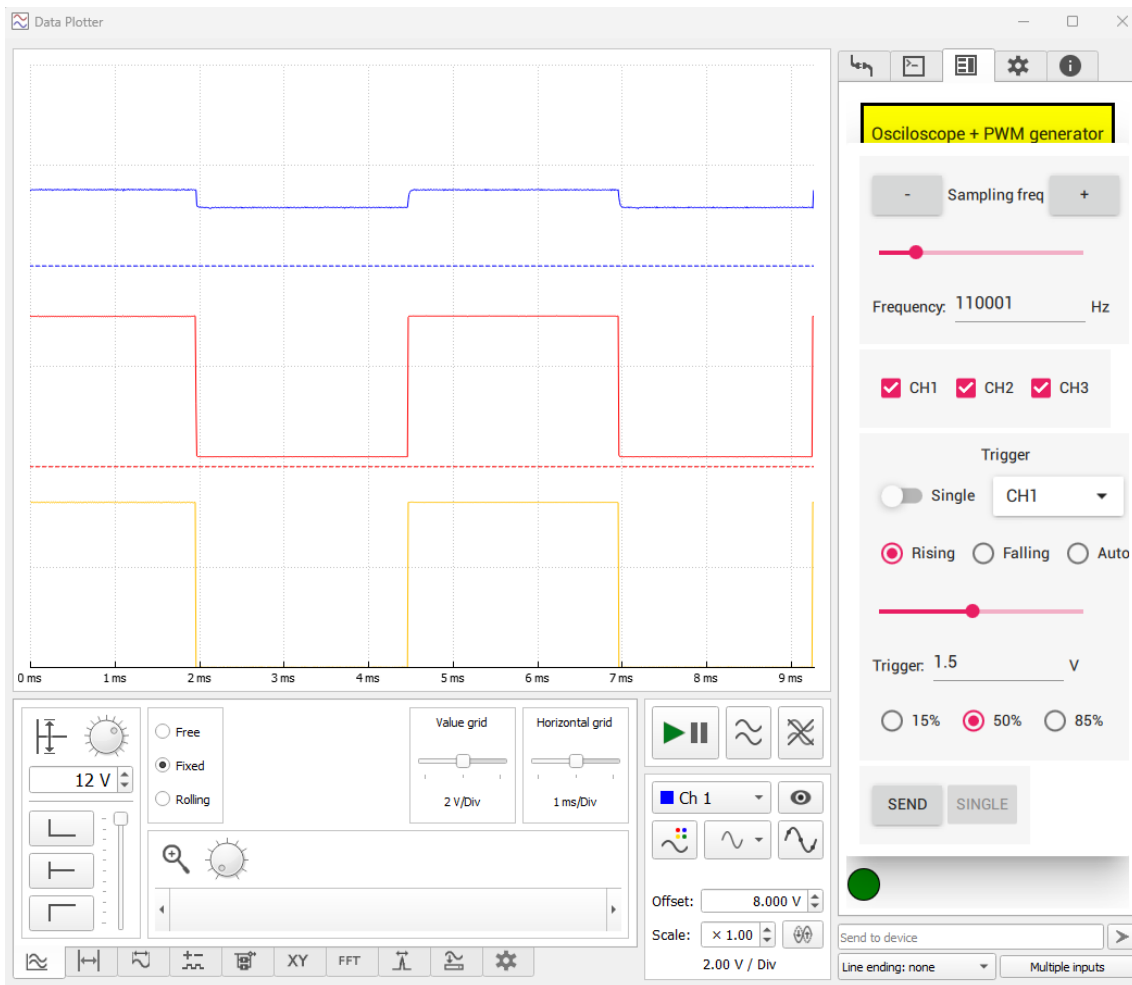 Data Plotter
Osciloscope + PWM generator
- Sampling freq +
Frequency: 110001 Hz
CH1 CH2 CH3
Trigger
Single CH1
Rising Falling Auto
Trigger: 1.5 V
15% 50% 85%
SEND SINGLE
0 ms 1 ms 2 ms 3 ms 4 ms 5 ms 6 ms 7 ms 8 ms 9 ms
12 V
Free
Fixed
Rolling
Value grid
2 V/Div
Horizontal grid
1 ms/Div
Ch 1
Offset: 8.000 V
Scale: × 1.00
2.00 V / Div
XY FFT
Send to device
Line ending: none
Multiple inputs